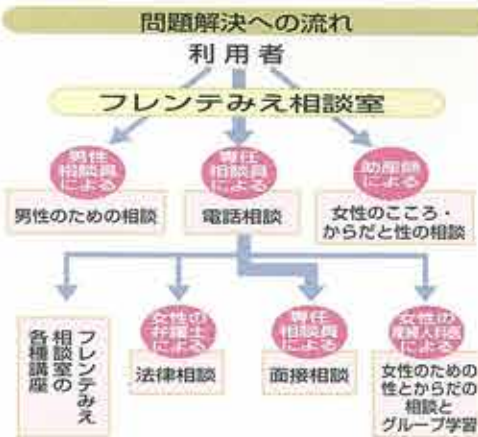 問題解決への流れ
利用者
フレンテみえ相談室
男性
相談員
による
男性のための相談
専任
相談員
による
電話相談
助産師
による
女性のこころ・
からだと性の相談
フレンテみえ
相談室の
各種講座
女性の
弁護士
による
法律相談
専任
相談員
による
面接相談
女性の
産婦人科医
による
女性のための
性とからだの
相談と
グループ学習